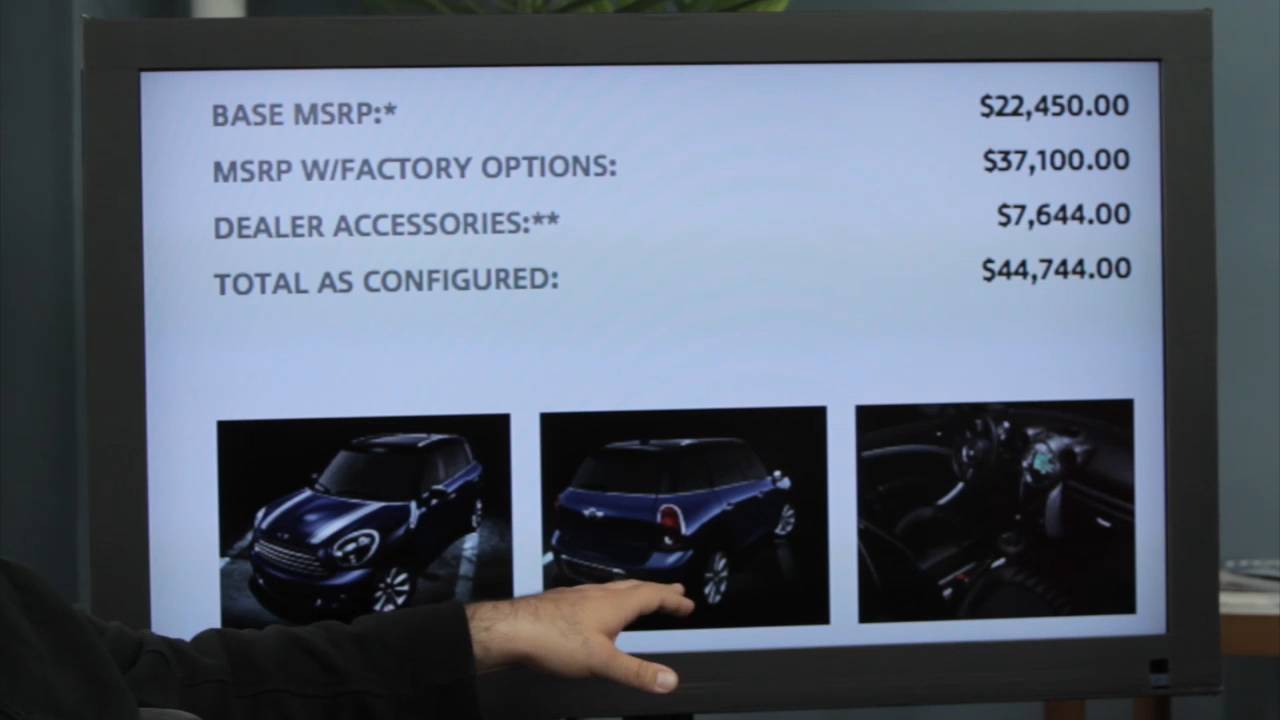 BASE MSRP:* $22,450.00
MSRP W/FACTORY OPTIONS: $37,100.00
DEALER ACCESSORIES:** $7,644.00
TOTAL AS CONFIGURED: $44,744.00